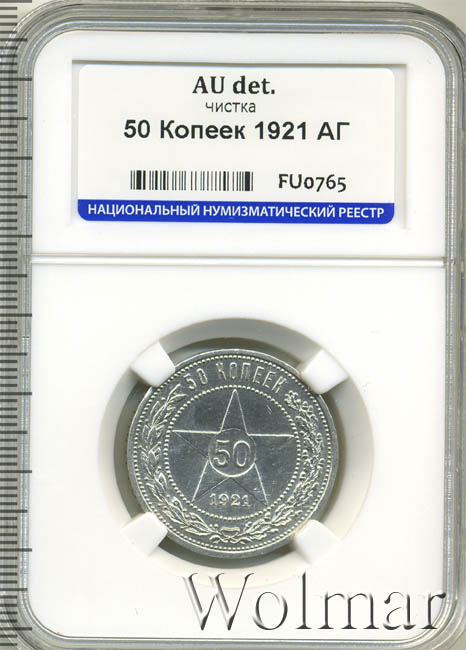 AU det.
чистка
50 Копеек 1921 АГ
FU0765
НАЦИОНАЛЬНЫЙ НУМИЗМАТИЧЕСКИЙ РЕЕСТР
50 КОПЕЕК
50
1921
Wolmar